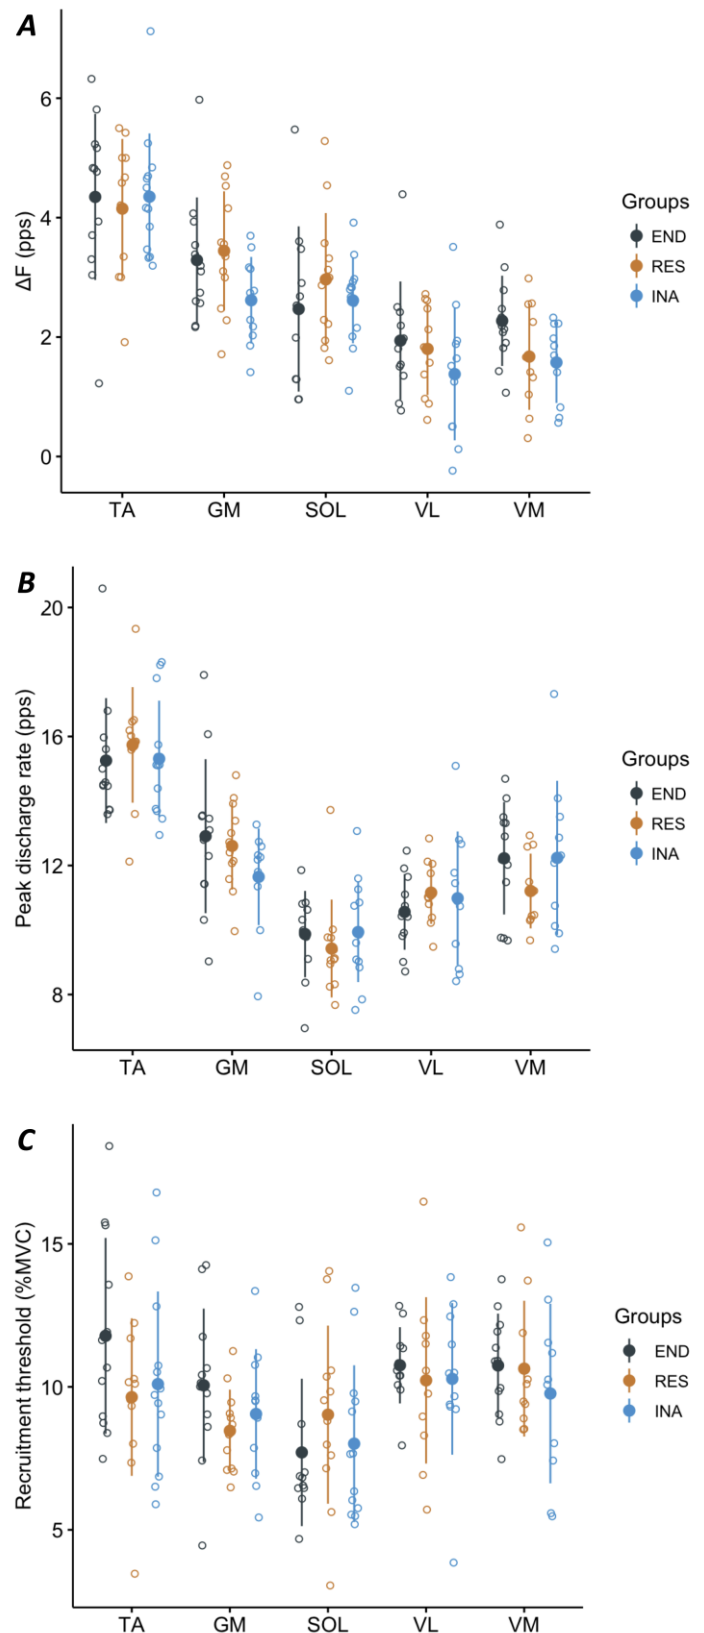 A
ΔF (pps)
6
4
2
0
TA GM SOL VL VM
Groups
END
RES
INA
B
Peak discharge rate (pps)
20
16
12
8
TA GM SOL VL VM
Groups
END
RES
INA
C
Recruitment threshold (%MVC)
15
10
5
TA GM SOL VL VM
Groups
END
RES
INA